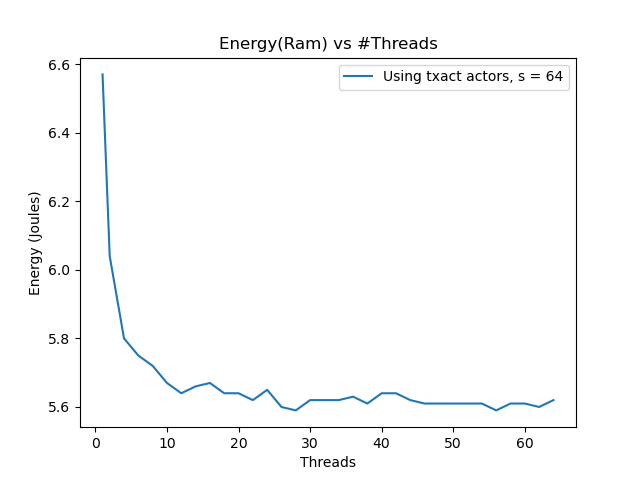 Energy(Ram) vs #Threads
Using txact actors, s = 64
Energy (Joules)
6.6
6.4
6.2
6.0
5.8
5.6
0 10 20 30 40 50 60
Threads